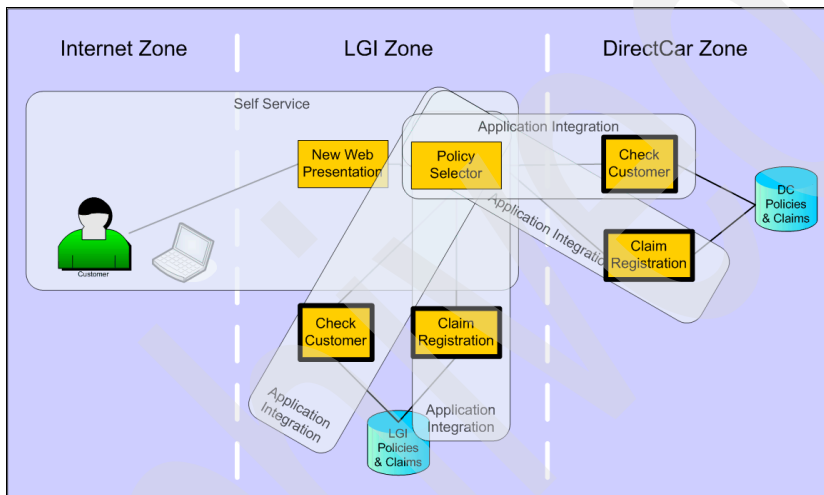 Internet Zone
LGI Zone
DirectCar Zone
Self Service
Application Integration
New Web
Presentation
Policy
Selector
Check
Customer
DC
Policies
& Claims
Application Integration
Claim
Registration
Customer
Check
Customer
Claim
Registration
Application
Integration
Application
Integration
LGI
Policies
& Claims